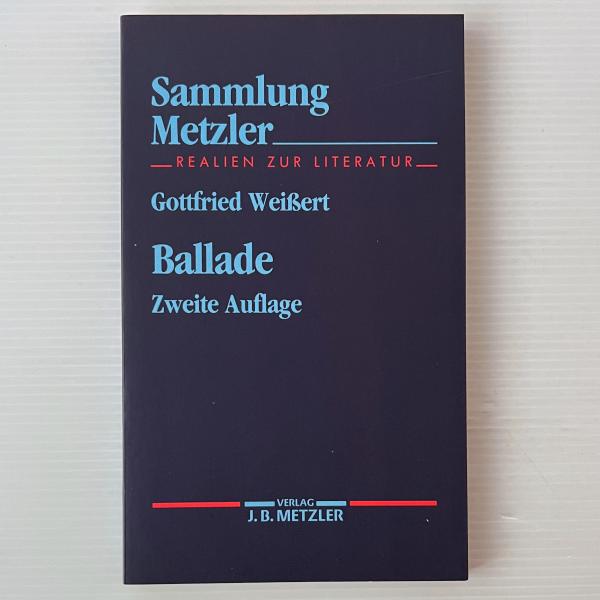 Sammlung
Metzler
REALIEN ZUR LITERATUR
Gottfried Weißert
Ballade
Zweite Auflage
VERLAG
J.B. METZLER